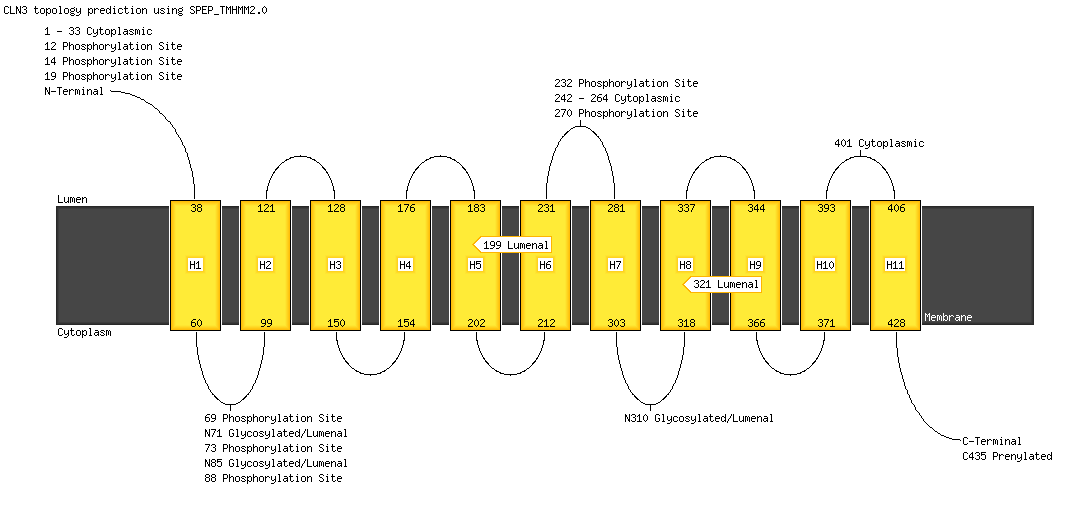 CLN3 topology prediction using SPEP_TMHMM2.0
1 - 33 Cytoplasmic
12 Phosphorylation Site
14 Phosphorylation Site
19 Phosphorylation Site
N-Terminal
232 Phosphorylation Site
242 - 264 Cytoplasmic
270 Phosphorylation Site
401 Cytoplasmic
Lumen
38 121 128 176 183 231 281 337 344 393 406
199 Lumenal
H1 H2 H3 H4 H5 H6 H7 H8 H9 H10 H11
321 Lumenal
Membrane
60 99 150 154 202 212 303 318 366 371 428
Cytoplasm
69 Phosphorylation Site
N71 Glycosylated/Lumenal
73 Phosphorylation Site
N85 Glycosylated/Lumenal
88 Phosphorylation Site
N310 Glycosylated/Lumenal
C-Terminal
C435 Prenylated